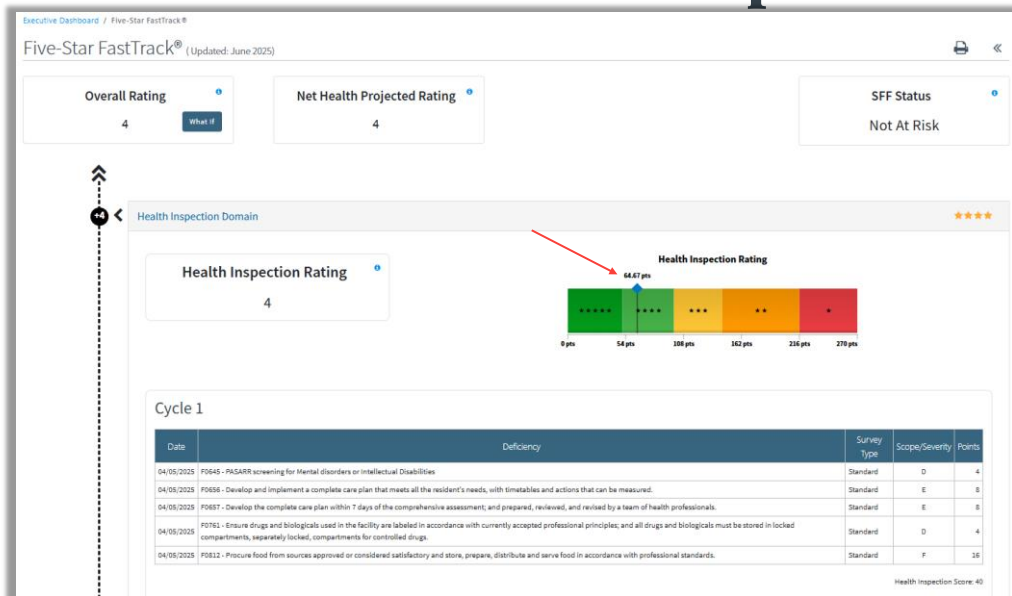 Executive Dashboard / Five-Star FastTrack®
Five-Star FastTrack® (Updated: June 2025)
Overall Rating
4
What If
Net Health Projected Rating
4
SFF Status
Not At Risk
+4
Health Inspection Domain
Health Inspection Rating
4
Health Inspection Rating
64.67 pts
0 pts 54 pts 108 pts 162 pts 216 pts 270 pts
Cycle 1
Date Deficiency Survey Type Scope/Severity Points
04/05/2025 F0645 - PASARR screening for Mental disorders or Intellectual Disabilities Standard D 4
04/05/2025 F0656 - Develop and implement a complete care plan that meets all the resident's needs, with timetables and actions that can be measured. Standard E 8
04/05/2025 F0657 - Develop the complete care plan within 7 days of the comprehensive assessment; and prepared, reviewed, and revised by a team of health professionals. Standard E 8
04/05/2025 F0761 - Ensure drugs and biologicals used in the facility are labeled in accordance with currently accepted professional principles; and all drugs and biologicals must be stored in locked
compartments, separately locked, compartments for controlled drugs. Standard D 4
04/05/2025 F0812 - Procure food from sources approved or considered satisfactory and store, prepare, distribute and serve food in accordance with professional standards. Standard F 16
Health Inspection Score: 40